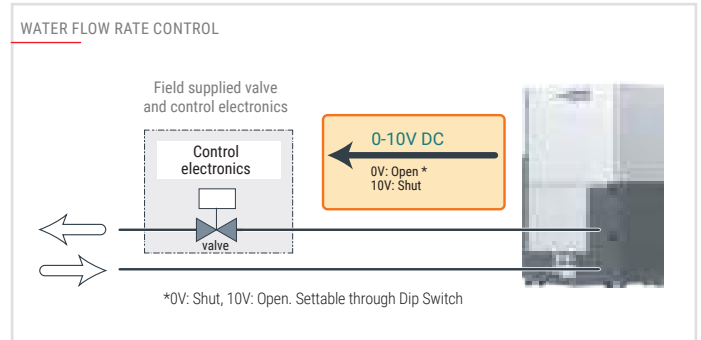 WATER FLOW RATE CONTROL
Field supplied valve
and control electronics
Control
electronics
valve
0-10V DC
0V: Open *
10V: Shut
*0V: Shut, 10V: Open. Settable through Dip Switch